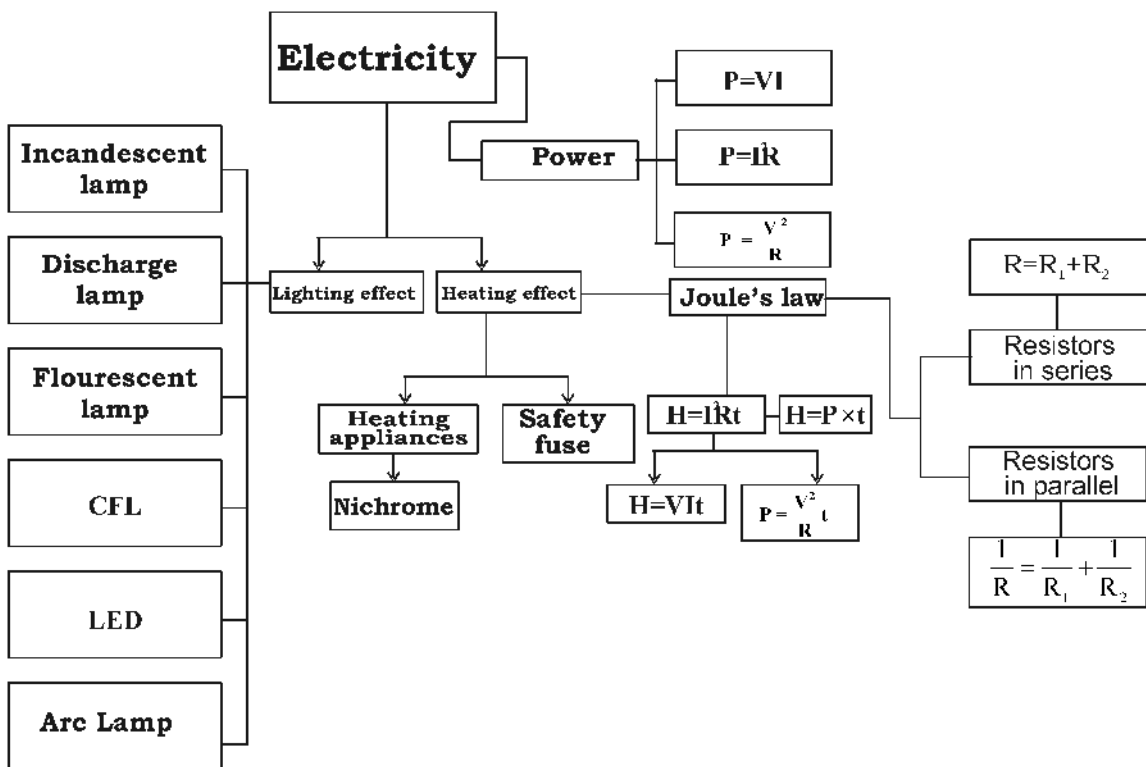 Electricity
Power
P=VI
P=I²R
P = V²/R
Incandescent
lamp
Discharge
lamp
Flourescent
lamp
CFL
LED
Arc Lamp
Lighting effect
Heating effect
Joule's law
Heating
appliances
Nichrome
Safety
fuse
H=I²Rt
H=P×t
H=VIt
P = V²/R t
R=R₁+R₂
Resistors
in series
Resistors
in parallel
1/R = 1/R₁ + 1/R₂